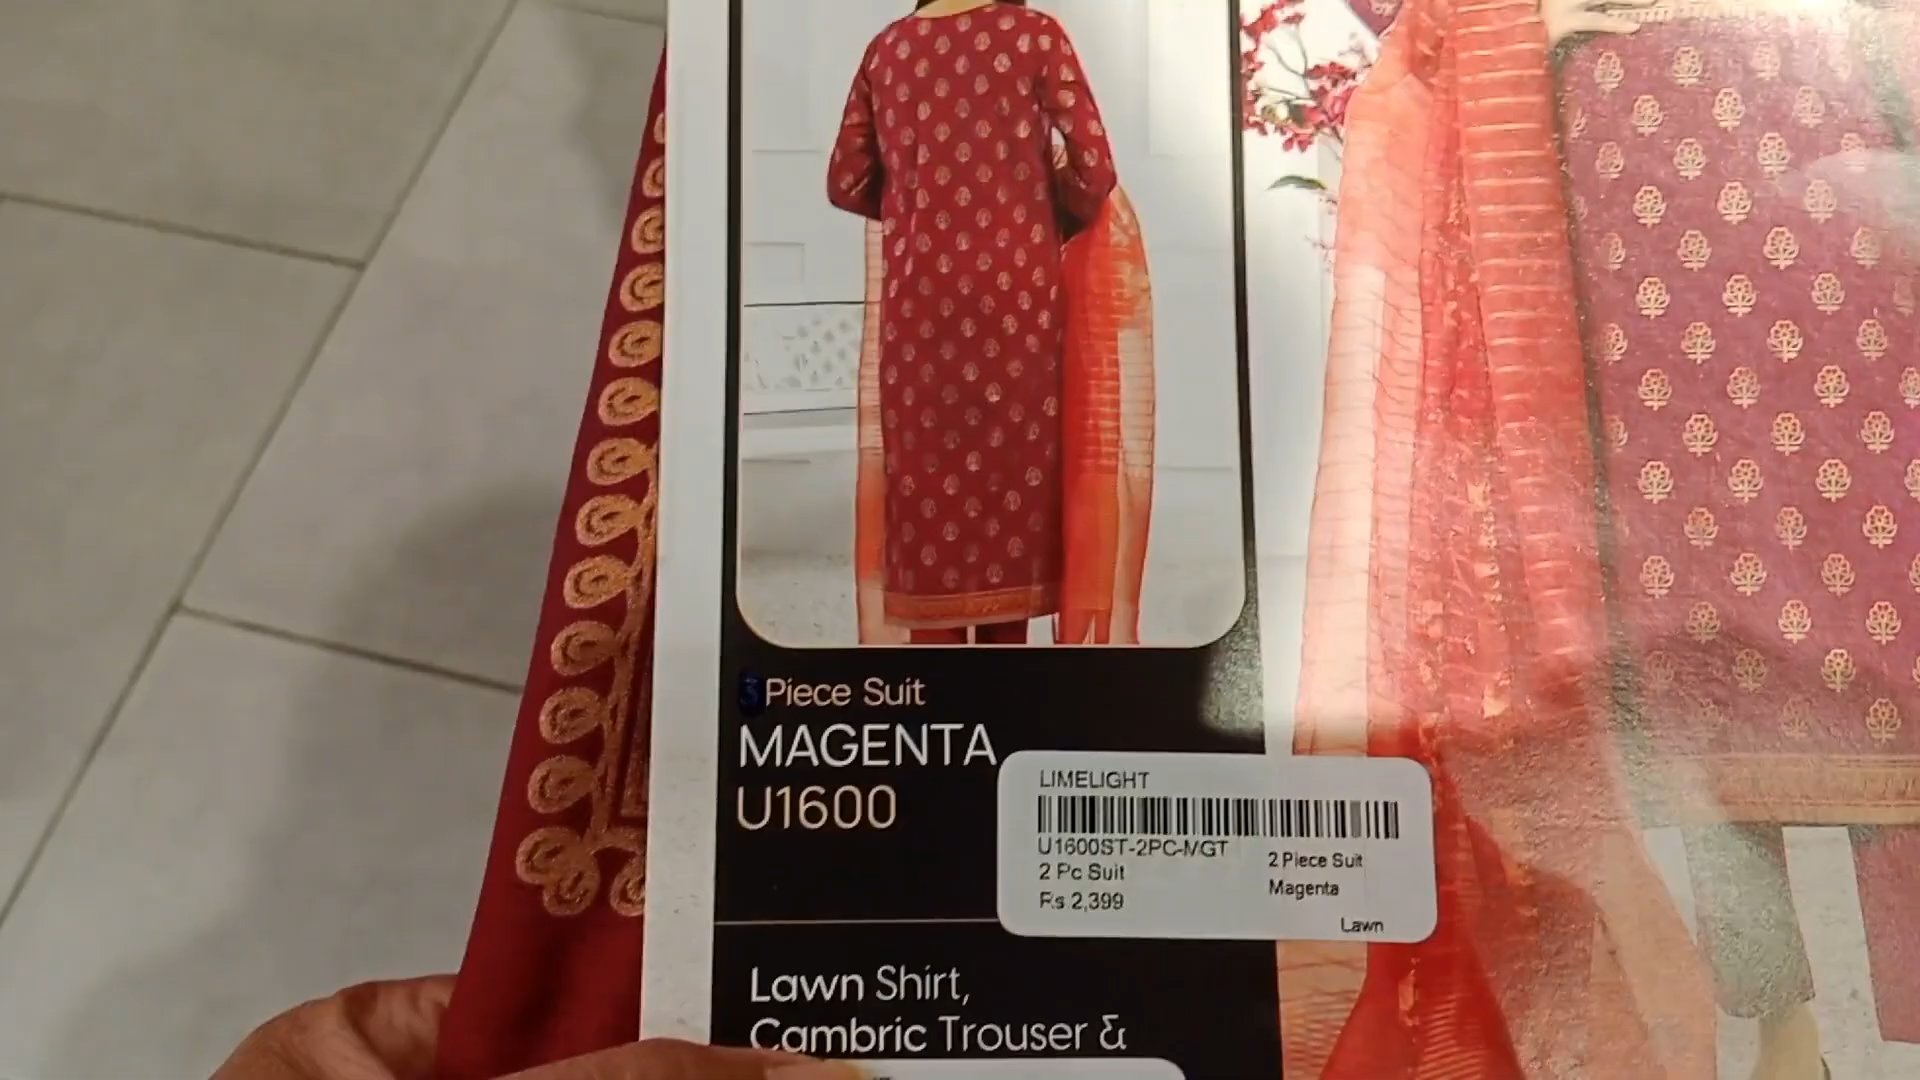 3 Piece Suit
MAGENTA
U1600
LIMELIGHT
U1600ST-2PC-MGT
2 Pc Suit
Rs 2,399
2 Piece Suit
Magenta
Lawn
Lawn Shirt,
Cambric Trouser &